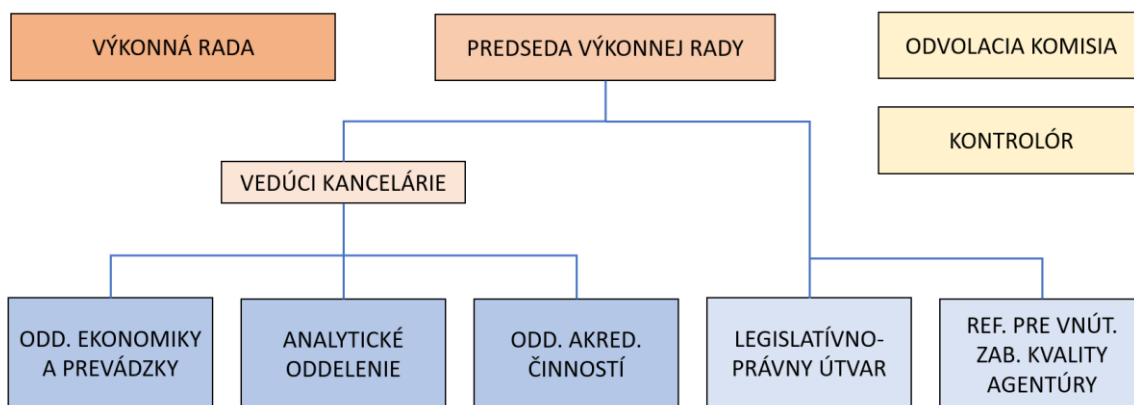 VÝKONNÁ RADA
PREDSEDA VÝKONNEJ RADY
ODVOLACIA KOMISIA
KONTROLÓR
VEDÚCI KANCELÁRIE
ODD. EKONOMIKY
A PREVÁDZKY
ANALYTICKÉ
ODDELENIE
ODD. AKRED.
ČINNOSTÍ
LEGISLATÍVNO-
PRÁVNY ÚTVAR
REF. PRE VNÚT.
ZAB. KVALITY
AGENTÚRY